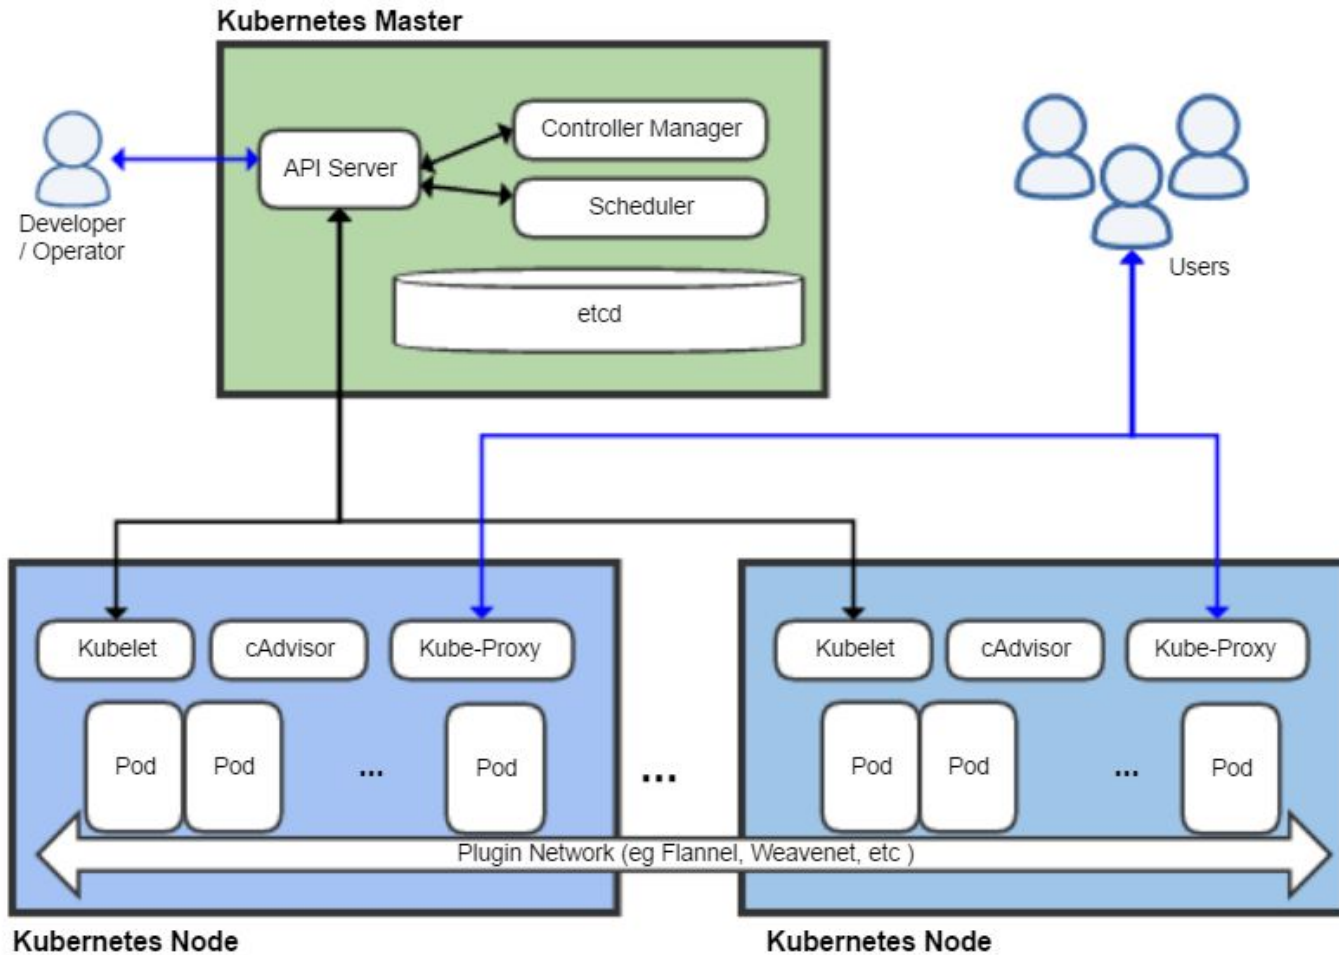 Kubernetes Master
API Server
Controller Manager
Scheduler
etcd
Developer
/ Operator
Users
Kubelet
cAdvisor
Kube-Proxy
Pod
Pod
...
Pod
...
Kubelet
cAdvisor
Kube-Proxy
Pod
Pod
...
Pod
Plugin Network (eg Flannel, Weavenet, etc )
Kubernetes Node
Kubernetes Node